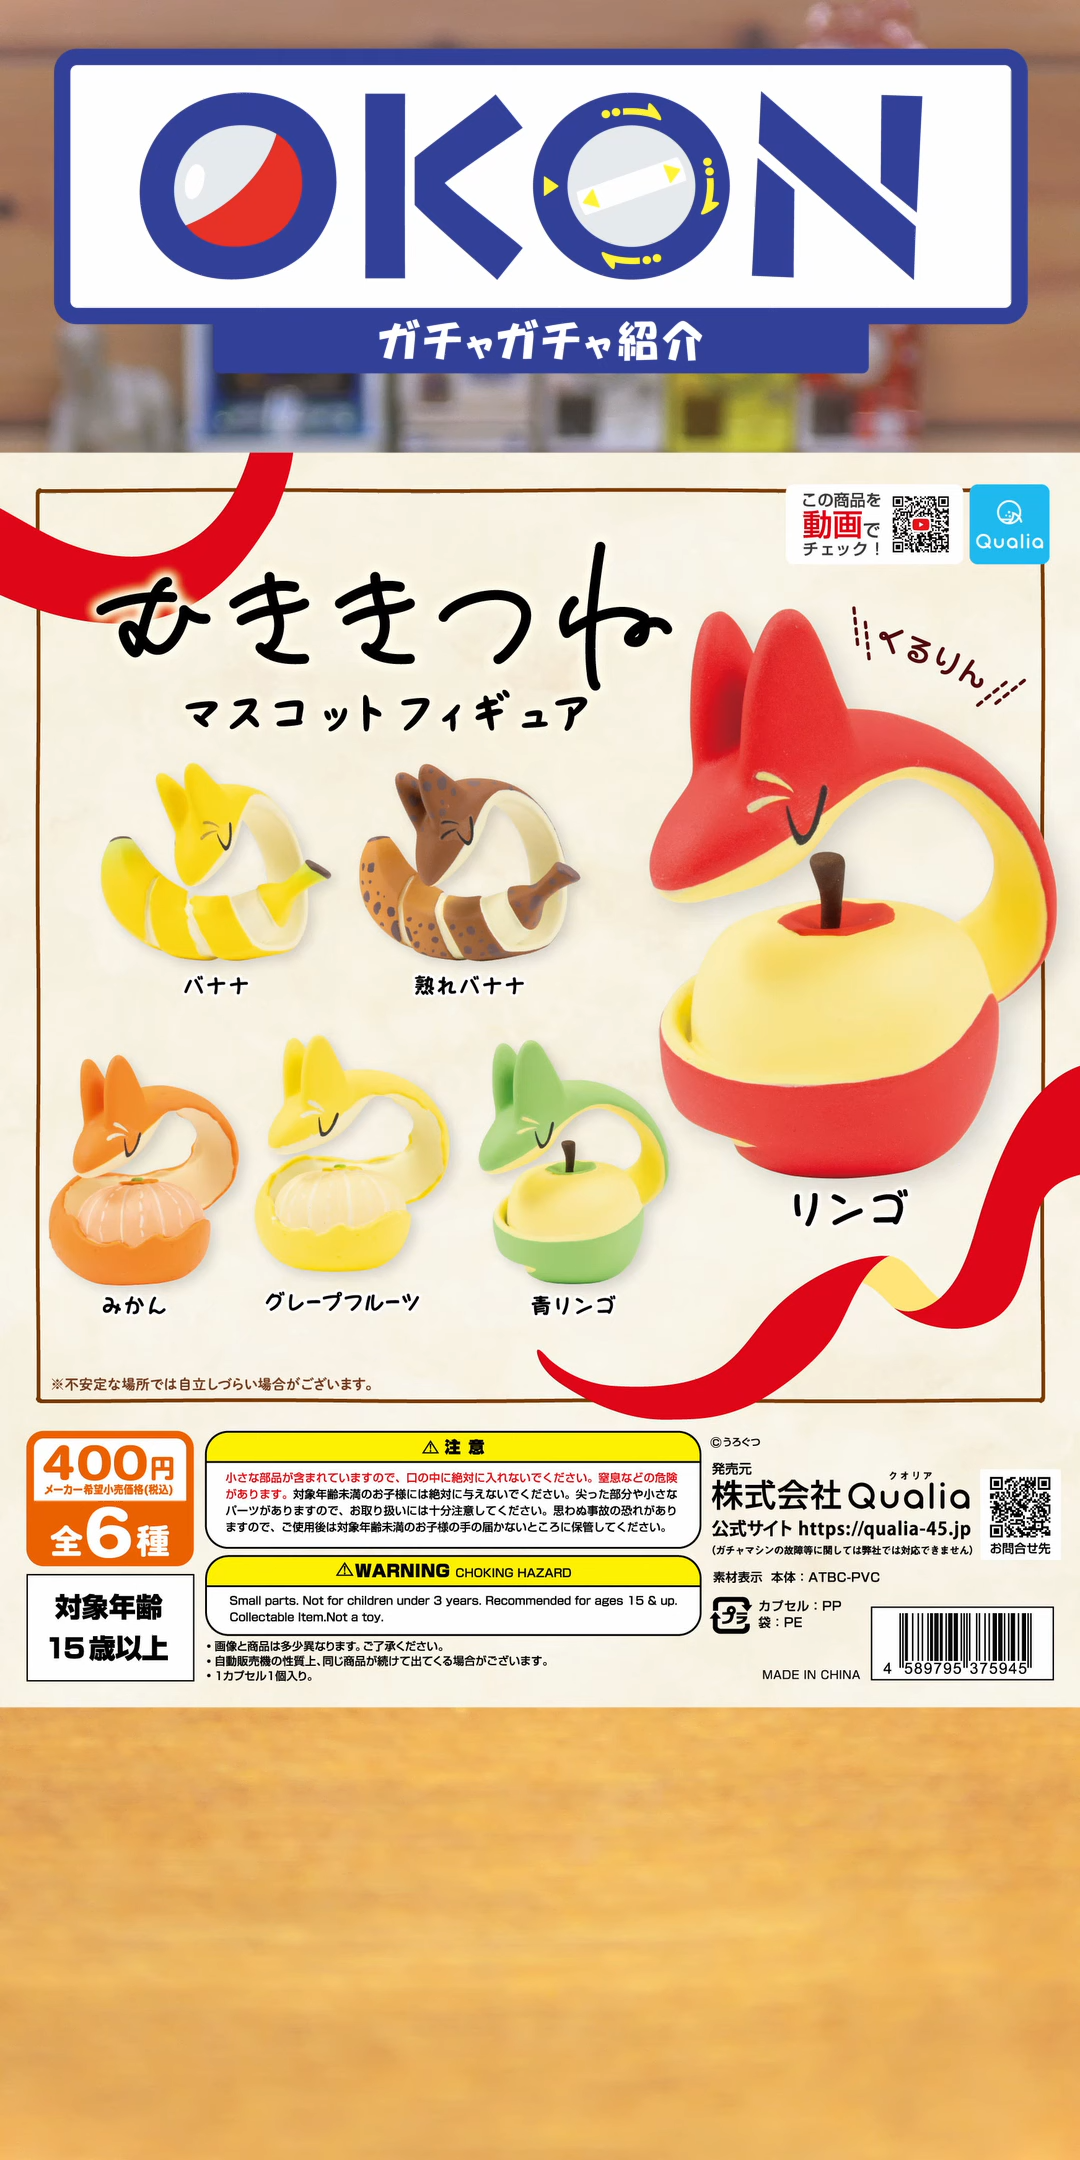 OKON
ガチャガチャ紹介
この商品を
動画で
チェック！
Qualia
むききつね
マスコットフィギュア
くるりん
バナナ
熟れバナナ
リンゴ
みかん
グレープフルーツ
青リンゴ
※不安定な場所では自立しづらい場合がございます。
400円
メーカー希望小売価格(税込)
全6種
対象年齢
15歳以上
⚠注意
小さな部品が含まれていますので、口の中に絶対に入れないでください。窒息などの危険
があります。対象年齢未満のお子様には絶対に与えないでください。尖った部分や小さな
パーツがありますので、お取り扱いには十分注意してください。思わぬ事故の恐れがあり
ますので、ご使用後は対象年齢未満のお子様の手の届かないところに保管してください。
⚠WARNING CHOKING HAZARD
Small parts. Not for children under 3 years. Recommended for ages 15 & up.
Collectable Item.Not a toy.
・画像と商品は多少異なります。ご了承ください。
・自動販売機の性質上、同じ商品が続けて出てくる場合がございます。
・1カプセル1個入り。
©うろぐつ
発売元
クオリア
株式会社Qualia
公式サイト https://qualia-45.jp
(ガチャマシンの故障等に関しては弊社では対応できません)
お問合せ先
素材表示 本体：ATBC-PVC
プラ
カプセル：PP
袋：PE
MADE IN CHINA
4 589795 375945